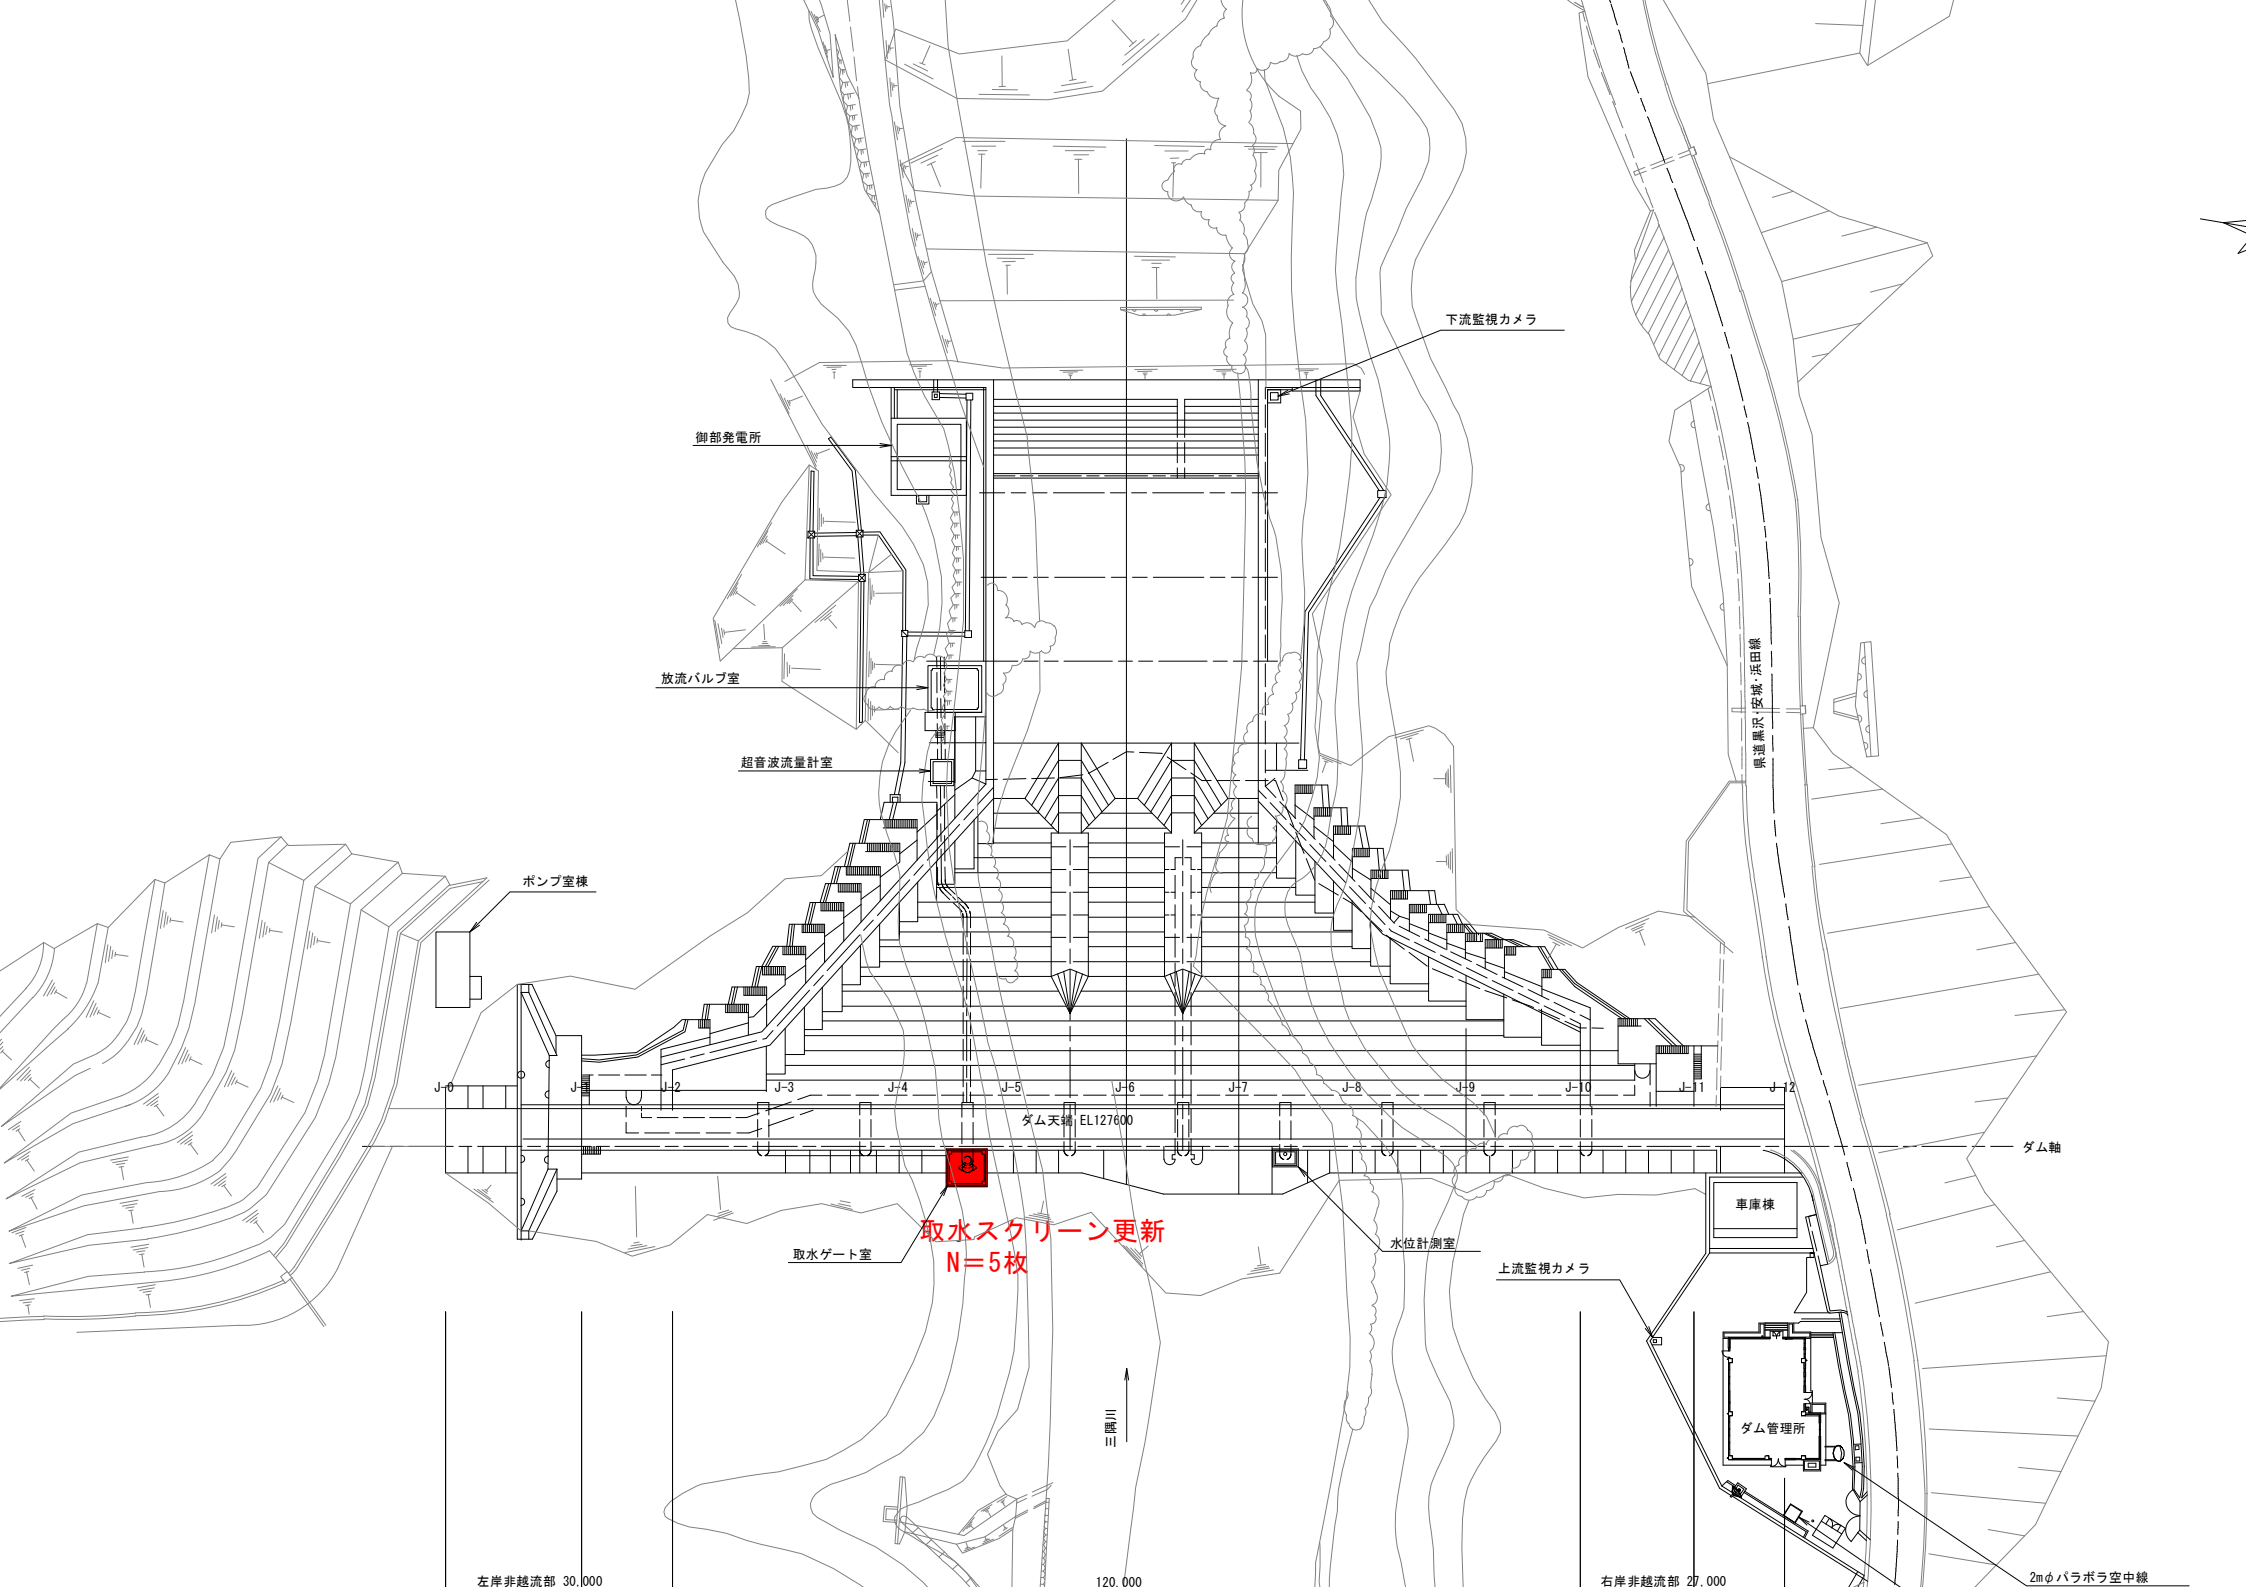 下流監視カメラ
御部発電所
放流バルブ室
県道黒沢・安城・浜田線
超音波流量計室
ポンプ室棟
J-0
J-1
J-2
J-3
J-4
J-5
J-6
J-7
J-8
J-9
J-10
J-11
J-12
ダム天端 EL127600
ダム軸
車庫棟
取水スクリーン更新
N＝5枚
取水ゲート室
水位計測室
上流監視カメラ
三隅川
ダム管理所
左岸非越流部 30,000
120,000
右岸非越流部 27,000
2mφパラボラ空中線